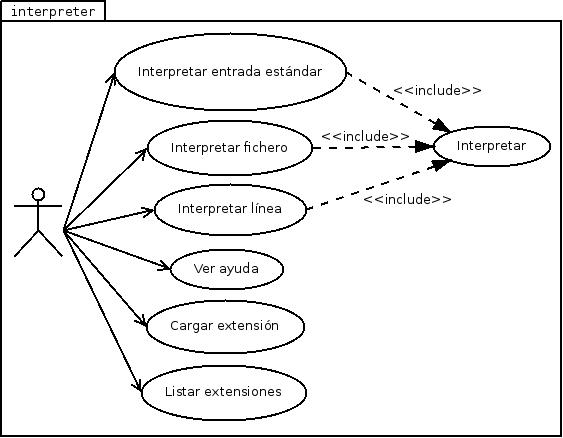 interpreter
Interpretar entrada estándar
<<include>>
Interpretar fichero
<<include>>
Interpretar
Interpretar línea
<<include>>
Ver ayuda
Cargar extensión
Listar extensiones